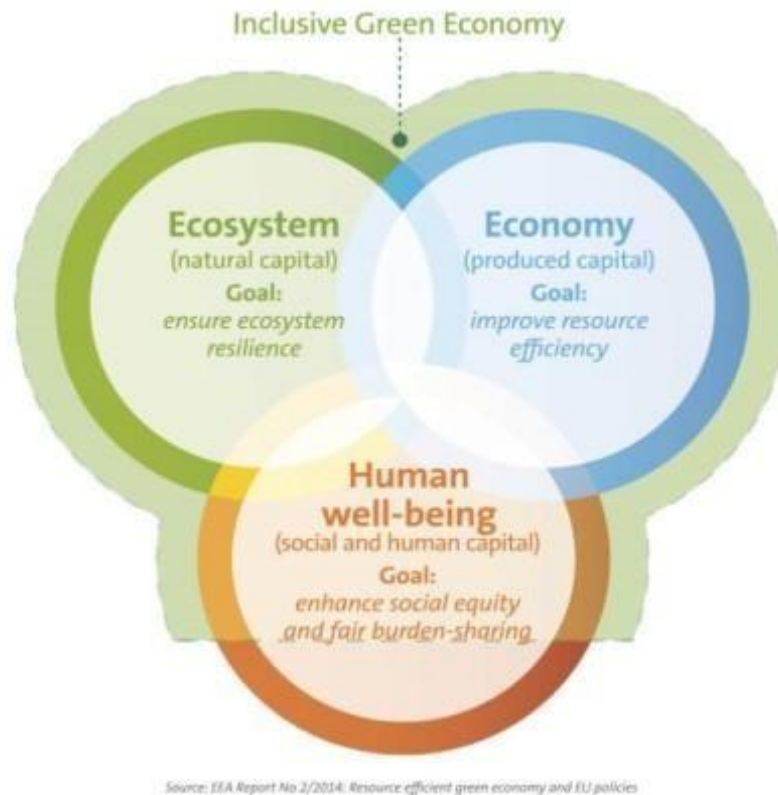 Inclusive Green Economy
Ecosystem
(natural capital)
Goal:
ensure ecosystem
resilience
Economy
(produced capital)
Goal:
improve resource
efficiency
Human
well-being
(social and human capital)
Goal:
enhance social equity
and fair burden-sharing
Source: EEA Report No 2/2014: Resource efficient green economy and EU policies